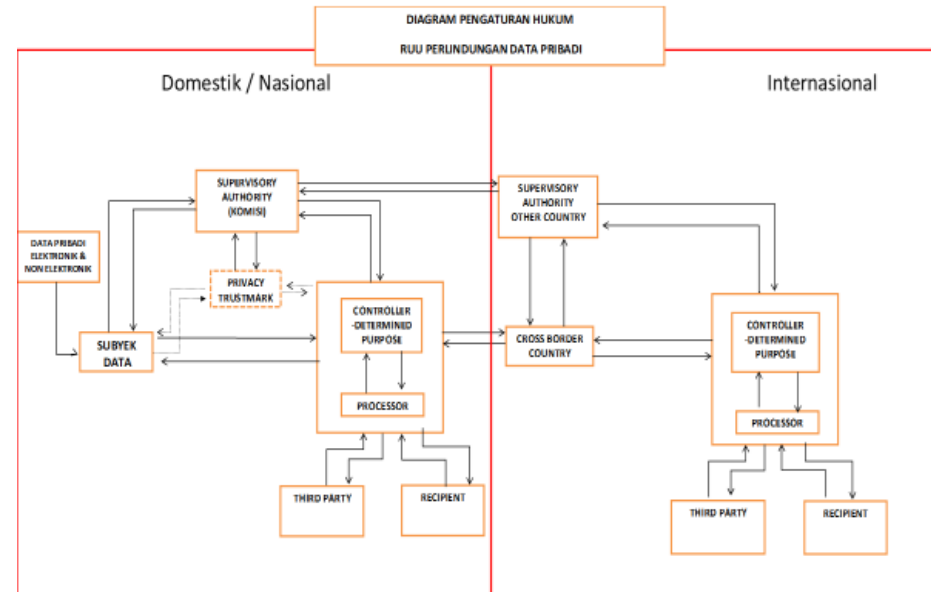 DIAGRAM PENGATURAN HUKUM
RUU PERLINDUNGAN DATA PRIBADI
Domestik / Nasional
Internasional
SUPERVISORY
AUTHORITY
(KOMISI)
SUPERVISORY
AUTHORITY
OTHER COUNTRY
DATA PRIBADI
ELEKTRONIK &
NON ELEKTRONIK
PRIVACY
TRUSTMARK
SUBYEK
DATA
CONTROLLER
-DETERMINED
PURPOSE
PROCESSOR
CROSS BORDER
COUNTRY
CONTROLLER
-DETERMINED
PURPOSE
PROCESSOR
THIRD PARTY
RECIPIENT
THIRD PARTY
RECIPIENT